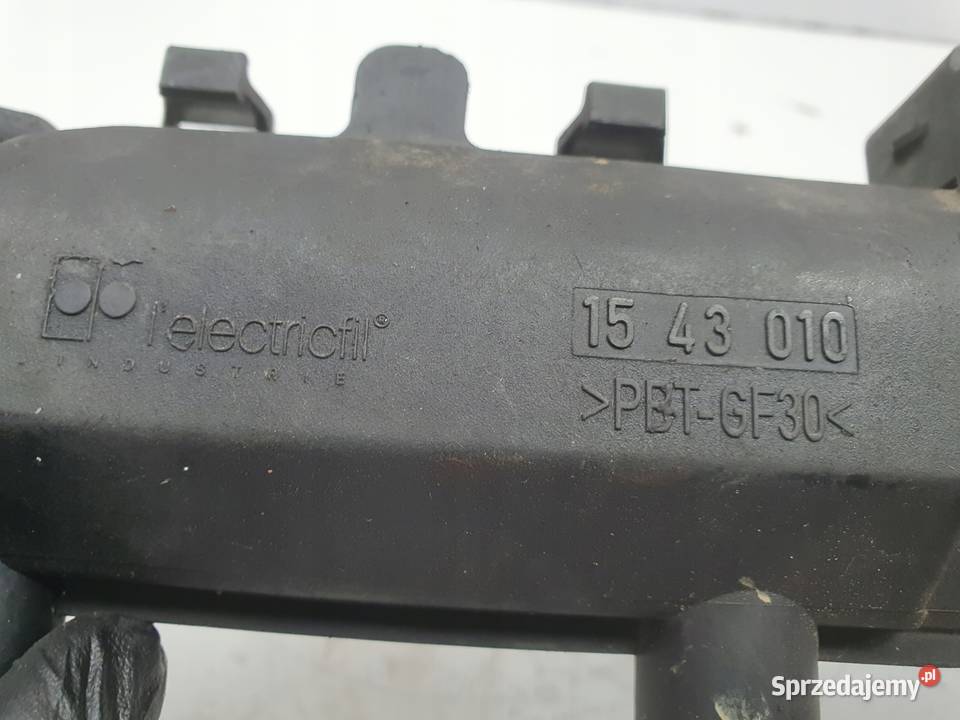 l'electricfil®
INDUSTRIE
15 43 010
>PBT-GF30<
Sprzedajemy.pl